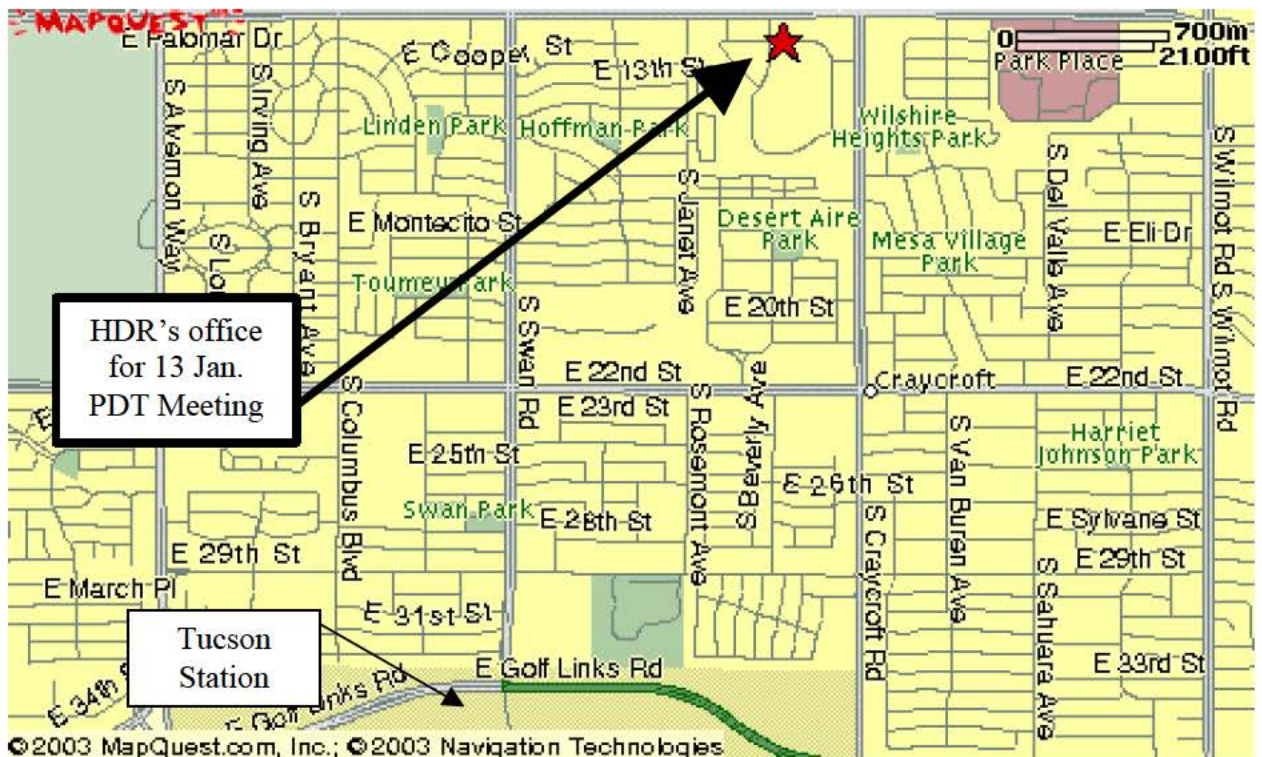 MAPQUEST
E Palomar Dr
E Cooper St
E 13th St
0 700m
2100ft
Park Place
S Alvernon Way
S Irving Ave
Linden Park
Hoffman Park
Wilshire
Heights Park
S Wilmot Rd
S Bryant Ave
E Montecito St
S Janet Ave
Desert Aire
Park
Mesa Village
Park
S Del Valle Ave
E Eli Dr
Toumey Park
S Swan Rd
E 20th St
S Wilmot Rd
HDR's office
for 13 Jan.
PDT Meeting
E 22nd St
Craycroft
E 22nd St
S Columbus Blvd
E 23rd St
S Rosemont Ave
S Beverly Ave
S Van Buren Ave
Harriet
Johnson Park
E 25th St
E 26th St
Swan Park
E 28th St
S Craycroft Rd
E Sylvane St
E 29th St
E 29th St
S Sahuara Ave
E March Pl
E 31st St
Tucson
Station
E Golf Links Rd
E 33rd St
E 34th
E Golf Links Rd
©2003 MapQuest.com, Inc.; ©2003 Navigation Technologies